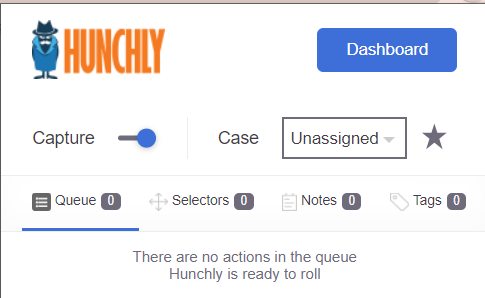 HUNCHLY
Dashboard
Capture
Case
Unassigned
Queue 0
Selectors 0
Notes 0
Tags 0
There are no actions in the queue
Hunchly is ready to roll